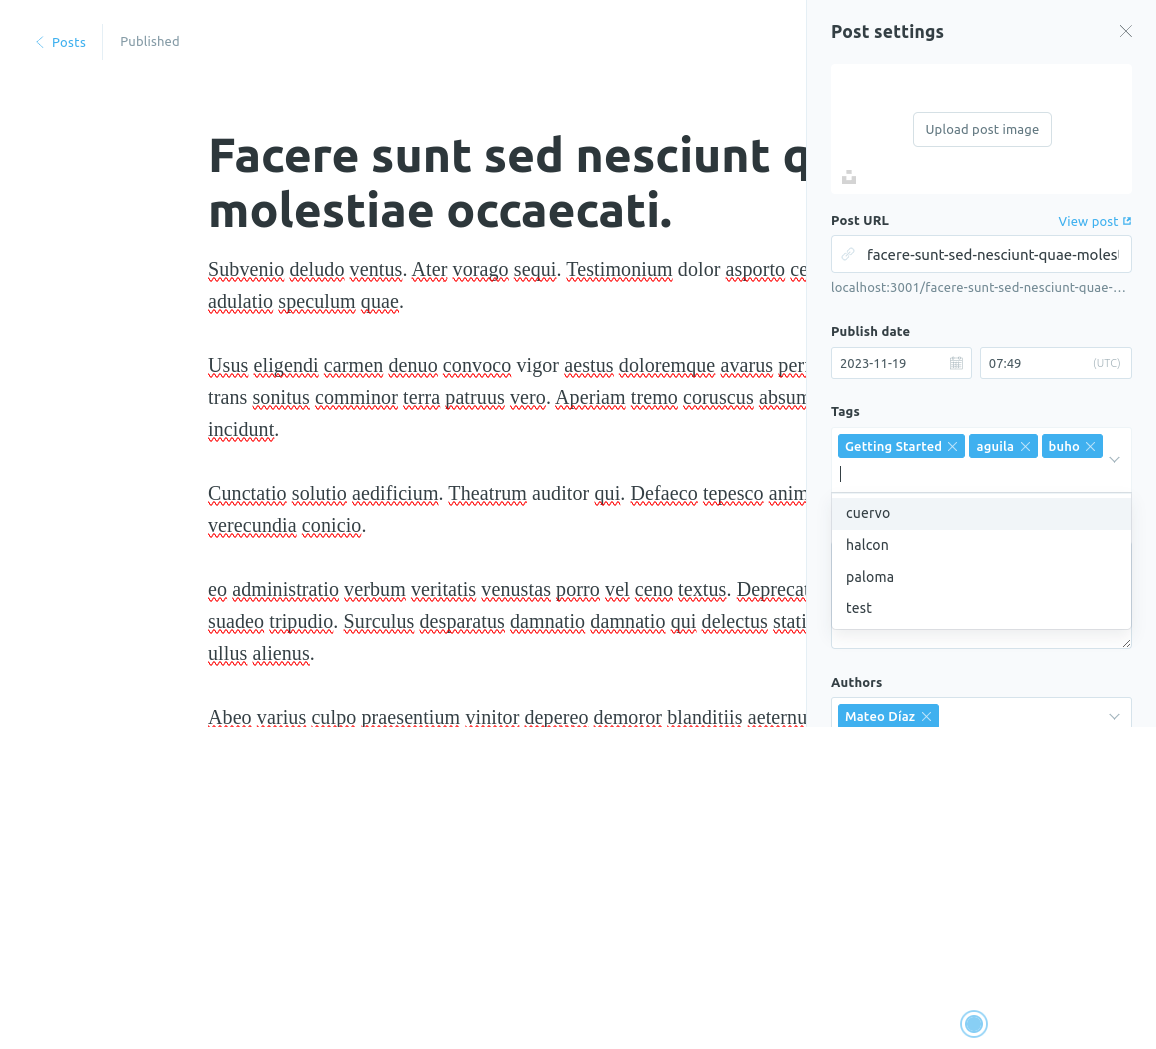 Posts
Published
Facere sunt sed nesciunt q
molestiae occaecati.
Subvenio deludo ventus. Ater vorago sequi. Testimonium dolor asporto ce
adulatio speculum quae.
Usus eligendi carmen denuo convoco vigor aestus doloremque avarus peri
trans sonitus comminor terra patruus vero. Aperiam tremo coruscus absum
incidunt.
Cunctatio solutio aedificium. Theatrum auditor qui. Defaeco tepesco anim
verecundia conicio.
eo administratio verbum veritatis venustas porro vel ceno textus. Deprecat
suadeo tripudio. Surculus desparatus damnatio damnatio qui delectus stati
ullus alienus.
Abeo varius culpo praesentium vinitor depereo demoror blanditiis aeternu
Post settings
Upload post image
Post URL
View post
facere-sunt-sed-nesciunt-quae-molest
localhost:3001/facere-sunt-sed-nesciunt-quae-...
Publish date
2023-11-19
07:49
(UTC)
Tags
Getting Started
aguila
buho
cuervo
halcon
paloma
test
Authors
Mateo Díaz